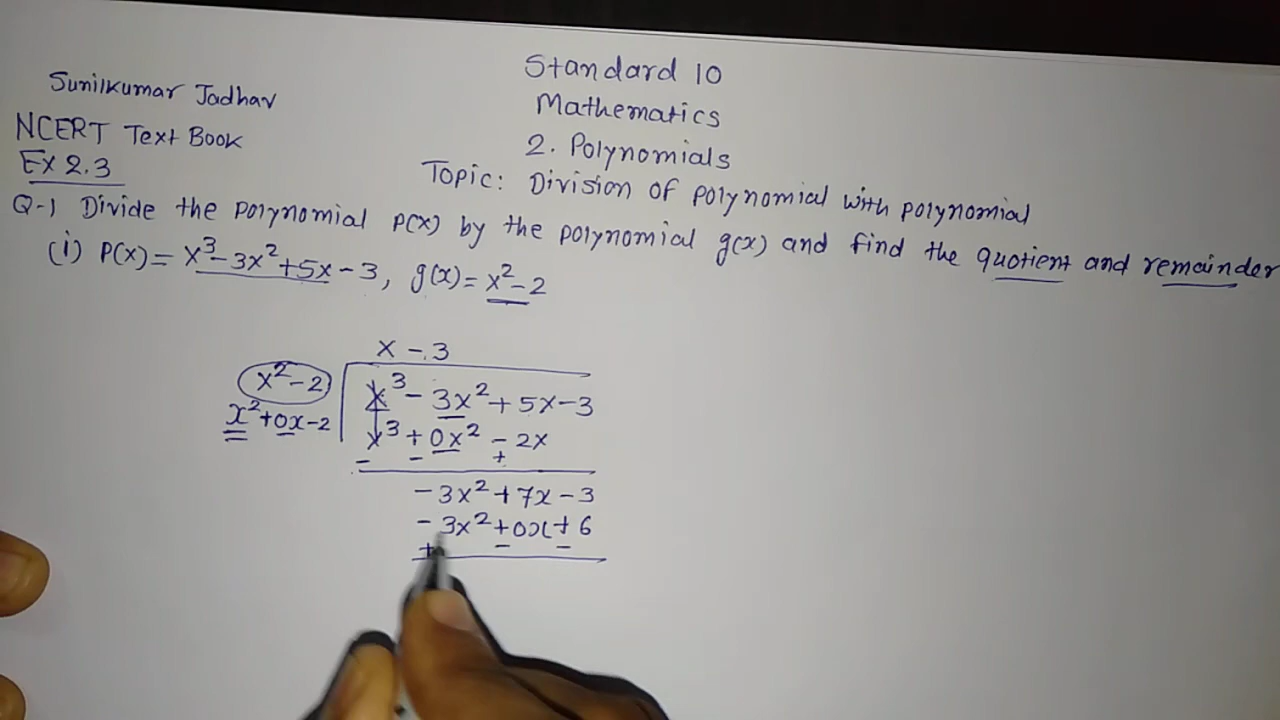 Standard 10
Sunilkumar Jadhav
Mathematics
NCERT Text Book
2. Polynomials
Ex 2.3
Topic: Division of polynomial with polynomial
Q-1 Divide the polynomial p(x) by the polynomial g(x) and find the quotient and remainder
(i) P(x) = x³ - 3x² + 5x - 3, g(x) = x² - 2
x - 3
x² - 2
x³ - 3x² + 5x - 3
x² + 0x - 2
x³ + 0x² - 2x
- - +
- 3x² + 7x - 3
- 3x² + 0x + 6
+ - -